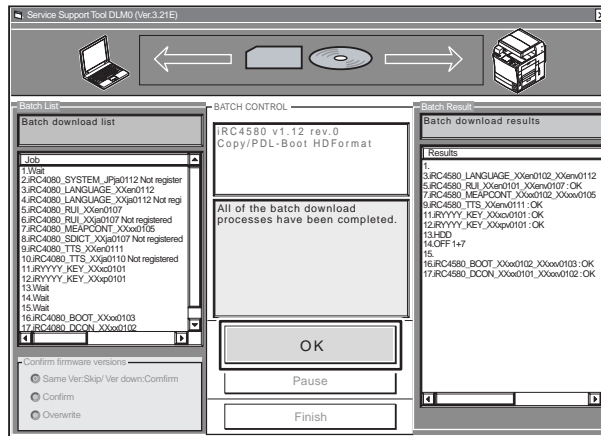 Service Support Tool DLM0 (Ver.3.21E)
Batch List
Batch download list
Job
1.Wait
2.iRC4080_SYSTEM_JPja0112 Not register
3.iRC4080_LANGUAGE_XXen0112
4.iRC4080_LANGUAGE_XXja0112 Not regi
5.iRC4080_RUI_XXen0107
6.iRC4080_RUI_XXja0107 Not registered
7.iRC4080_MEAPCONT_XXxx0105
8.iRC4080_SDICT_XXja0107 Not registered
9.iRC4080_TTS_XXen0111
10.iRC4080_TTS_XXja0110 Not registered
11.iRYYYY_KEY_XXxc0101
12.iRYYYY_KEY_XXxp0101
13.Wait
14.Wait
15.Wait
16.iRC4080_BOOT_XXxx0103
17.iRC4080_DCON_XXxx0102
Confirm firmware versions
Same Ver:Skip/ Ver down:Comfirm
Confirm
Overwrite
BATCH CONTROL
iRC4580 v1.12 rev.0
Copy/PDL-Boot HDFormat
All of the batch download
processes have been completed.
OK
Pause
Finish
Batch Result
Batch download results
Results
1.
3.iRC4580_LANGUAGE_XXen0102_XXenv0112
5.iRC4580_RUI_XXen0101_XXenv0107 : OK
7.iRC4580_MEAPCONT_XXxx0102_XXxxv0105
9.iRC4580_TTS_XXenv0111 : OK
11.iRYYYY_KEY_XXxcv0101 : OK
12.iRYYYY_KEY_XXxpv0101 : OK
13.HDD
14.OFF 1+7
15.
16.iRC4580_BOOT_XXxx0102_XXxxv0103 : OK
17.iRC4580_DCON_XXxx0101_XXxxv0102 : OK